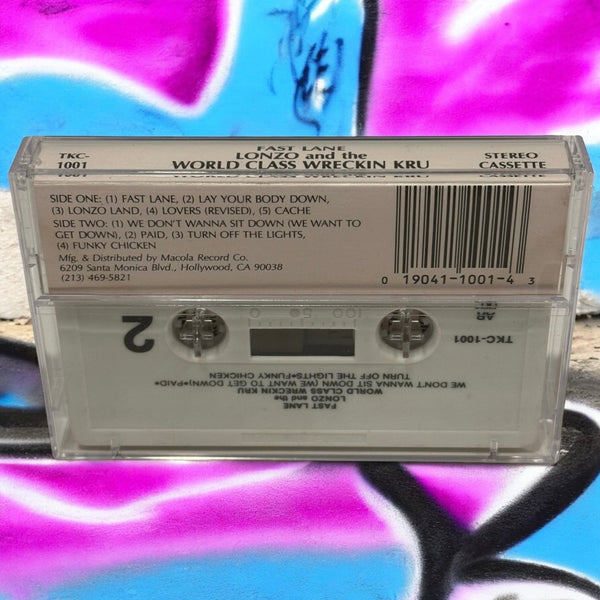 FAST LANE
TKC-
1001
LONZO and the
WORLD CLASS WRECKIN KRU
STEREO
CASSETTE
SIDE ONE: (1) FAST LANE, (2) LAY YOUR BODY DOWN,
(3) LONZO LAND, (4) LOVERS (REVISED), (5) CACHE
SIDE TWO: (1) WE DON'T WANNA SIT DOWN (WE WANT TO
GET DOWN), (2) PAID, (3) TURN OFF THE LIGHTS,
(4) FUNKY CHICKEN
Mfg. & Distributed by Macola Record Co.
6209 Santa Monica Blvd., Hollywood, CA 90038
(213) 469-5821
0 19041-1001-4 3
2
0 5 100
AR
TKC-1001
FAST LANE
LONZO and the
WORLD CLASS WRECKIN KRU
WE DON'T WANNA SIT DOWN (WE WANT TO GET DOWN)•PAID•
TURN OFF THE LIGHTS•FUNKY CHICKEN